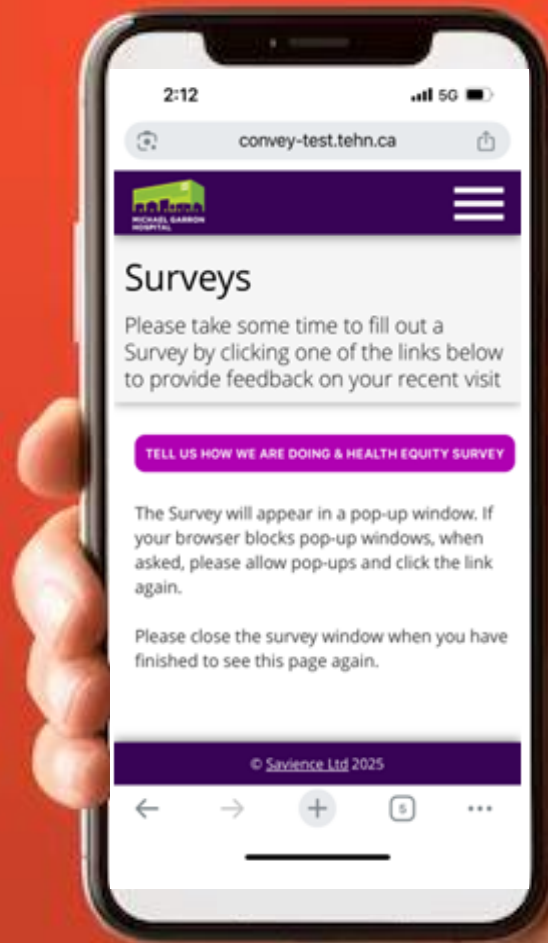 2:12
5G
convey-test.tehn.ca
MICHAEL GARRON
HOSPITAL
Surveys
Please take some time to fill out a
Survey by clicking one of the links below
to provide feedback on your recent visit
TELL US HOW WE ARE DOING & HEALTH EQUITY SURVEY
The Survey will appear in a pop-up window. If
your browser blocks pop-up windows, when
asked, please allow pop-ups and click the link
again.
Please close the survey window when you have
finished to see this page again.
© Savience Ltd 2025
5